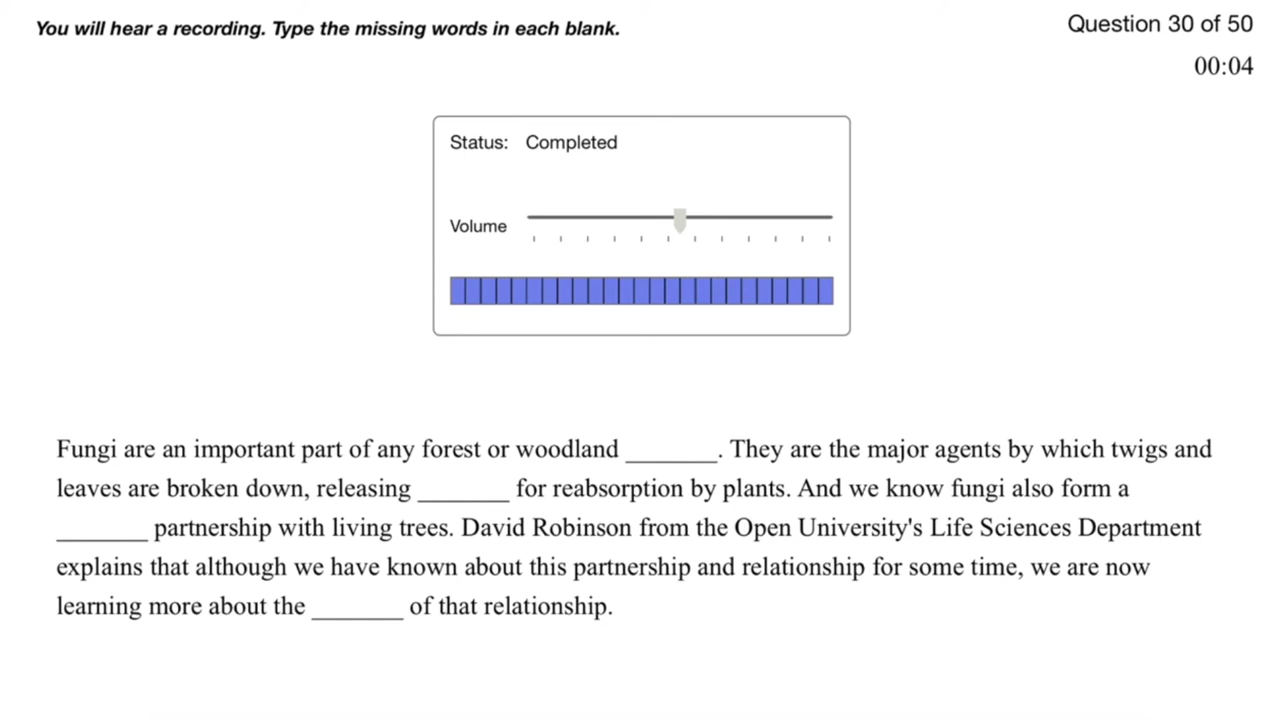 You will hear a recording. Type the missing words in each blank.
Question 30 of 50
00:04
Status: Completed
Volume
Fungi are an important part of any forest or woodland _______. They are the major agents by which twigs and
leaves are broken down, releasing _______ for reabsorption by plants. And we know fungi also form a
_______ partnership with living trees. David Robinson from the Open University's Life Sciences Department
explains that although we have known about this partnership and relationship for some time, we are now
learning more about the _______ of that relationship.